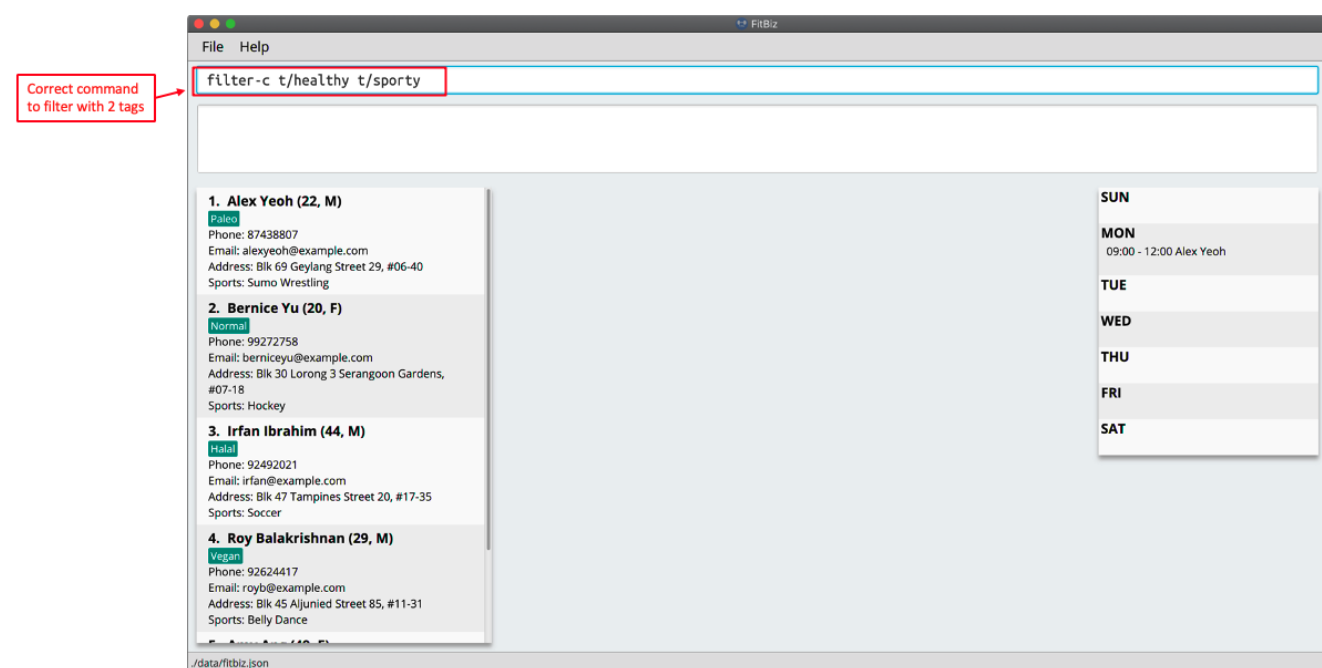 FitBiz
File Help
Correct command
to filter with 2 tags
filter-c t/healthy t/sporty
1. Alex Yeoh (22, M)
Paleo
Phone: 87438807
Email: alexyeoh@example.com
Address: Blk 69 Geylang Street 29, #06-40
Sports: Sumo Wrestling
2. Bernice Yu (20, F)
Normal
Phone: 99272758
Email: berniceyu@example.com
Address: Blk 30 Lorong 3 Serangoon Gardens,
#07-18
Sports: Hockey
3. Irfan Ibrahim (44, M)
Halal
Phone: 92492021
Email: irfan@example.com
Address: Blk 47 Tampines Street 20, #17-35
Sports: Soccer
4. Roy Balakrishnan (29, M)
Vegan
Phone: 92624417
Email: royb@example.com
Address: Blk 45 Aljunied Street 85, #11-31
Sports: Belly Dance
SUN
MON
09:00 - 12:00 Alex Yeoh
TUE
WED
THU
FRI
SAT
./data/fitbiz.json